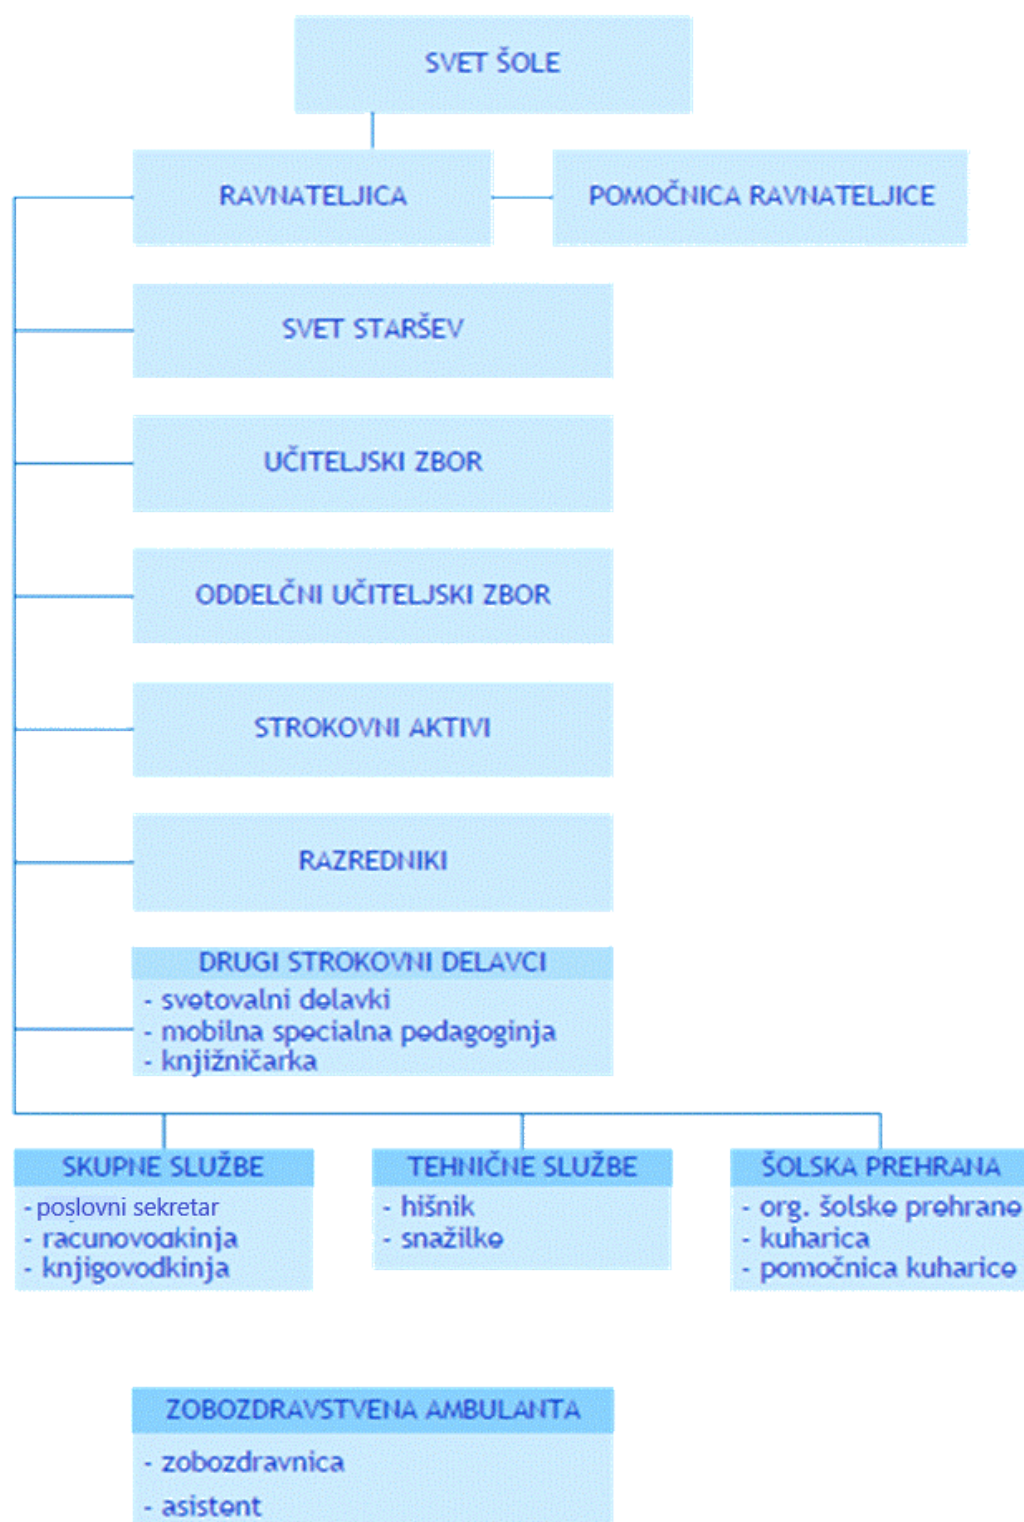 SVET ŠOLE
RAVNATELJICA
POMOČNICA RAVNATELJICE
SVET STARŠEV
UČITELJSKI ZBOR
ODDELČNI UČITELJSKI ZBOR
STROKOVNI AKTIVI
RAZREDNIKI
DRUGI STROKOVNI DELAVCI
- svetovalni delavki
- mobilna specialna pedagoginja
- knjižničarka
SKUPNE SLUŽBE
- poslovni sekretar
- racunovodkinja
- knjigovodkinja
TEHNIČNE SLUŽBE
- hišnik
- snažilke
ŠOLSKA PREHRANA
- org. šolske prehrane
- kuharica
- pomočnica kuharice
ZOBOZDRAVSTVENA AMBULANTA
- zobozdravnica
- asistent